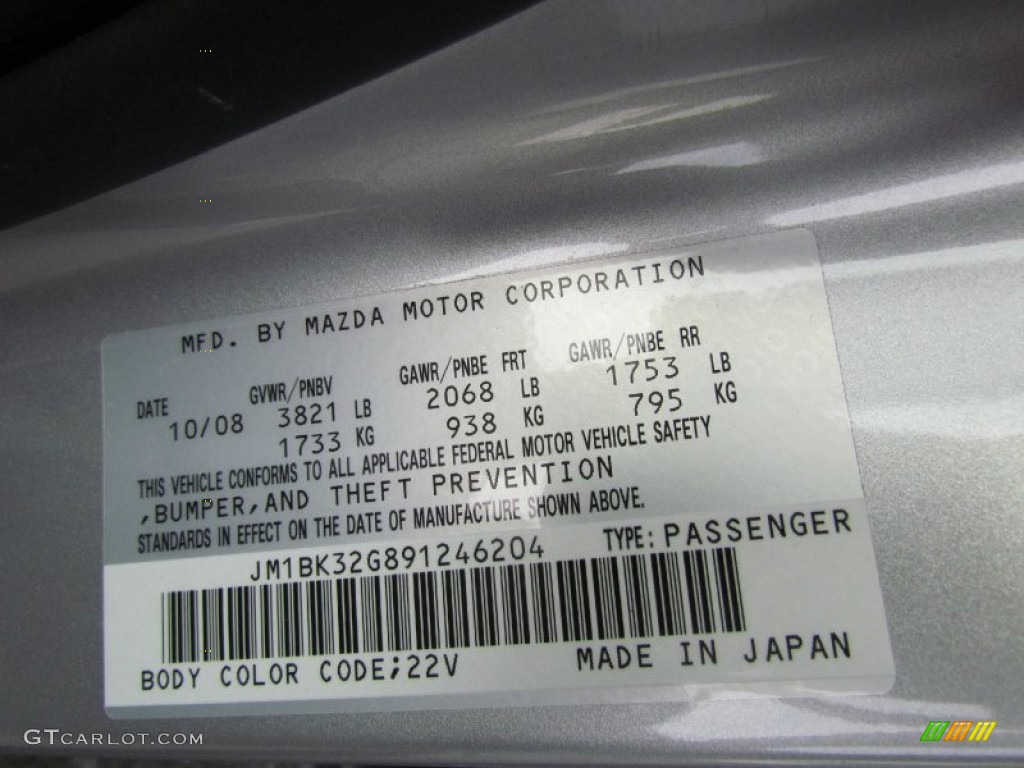 MFD. BY MAZDA MOTOR CORPORATION
DATE GVWR/PNBV GAWR/PNBE FRT GAWR/PNBE RR
10/08 3821 LB 2068 LB 1753 LB
1733 KG 938 KG 795 KG
THIS VEHICLE CONFORMS TO ALL APPLICABLE FEDERAL MOTOR VEHICLE SAFETY
,BUMPER,AND THEFT PREVENTION
STANDARDS IN EFFECT ON THE DATE OF MANUFACTURE SHOWN ABOVE.
JM1BK32G891246204 TYPE: PASSENGER
BODY COLOR CODE;22V MADE IN JAPAN
GTCARLOT.COM